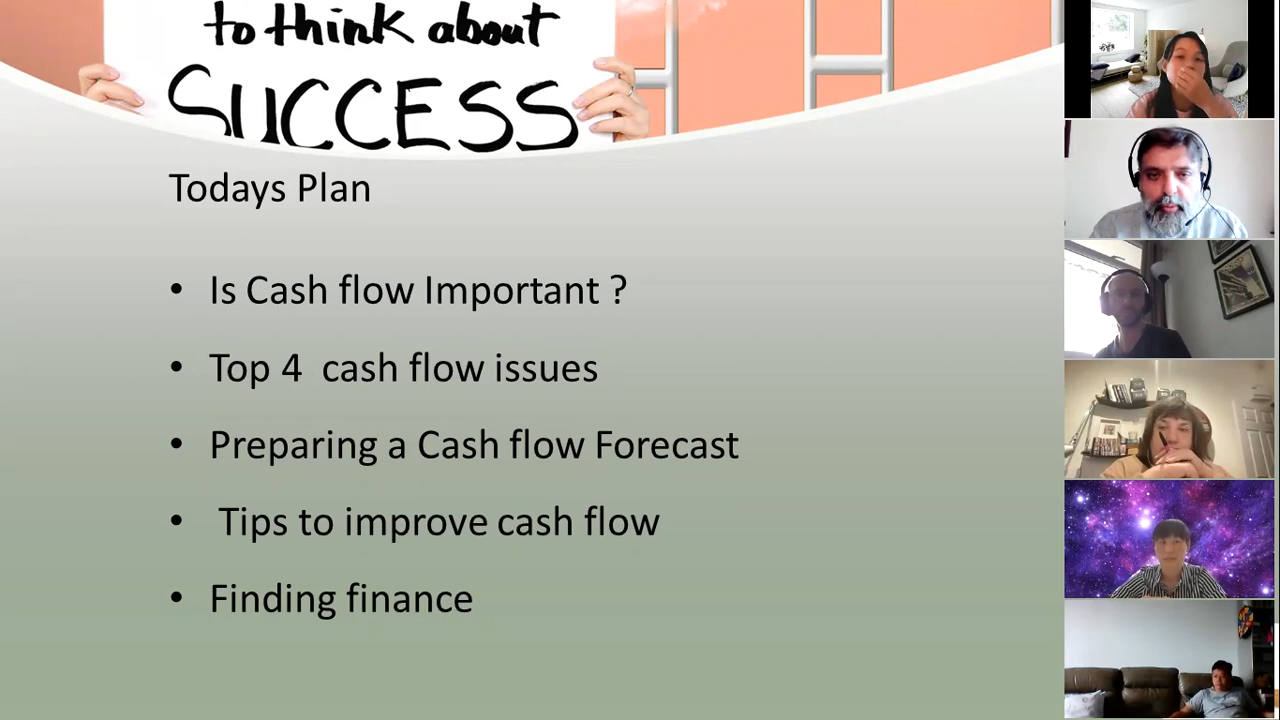 to think about
SUCCESS
Todays Plan
• Is Cash flow Important ?
• Top 4  cash flow issues
• Preparing a Cash flow Forecast
•  Tips to improve cash flow
• Finding finance